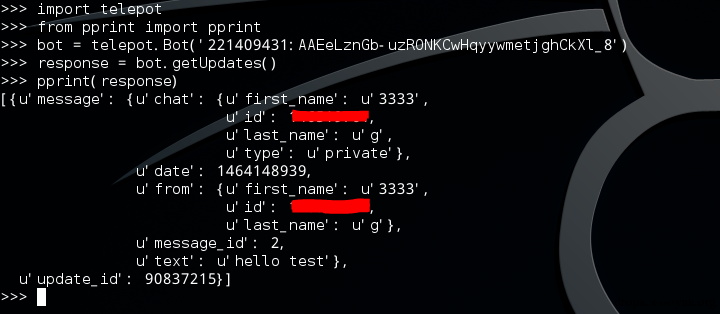 >>> import telepot
>>> from pprint import pprint
>>> bot = telepot.Bot('221409431:AAEeLznGb-uzRONKCwHqyywmetjghCkXl_8')
>>> response = bot.getUpdates()
>>> pprint(response)
[{u'message': {u'chat': {u'first_name': u'3333',
u'id': ,
u'last_name': u'g',
u'type': u'private'},
u'date': 1464148939,
u'from': {u'first_name': u'3333',
u'id': ,
u'last_name': u'g'},
u'message_id': 2,
u'text': u'hello test'},
u'update_id': 90837215}]
>>>